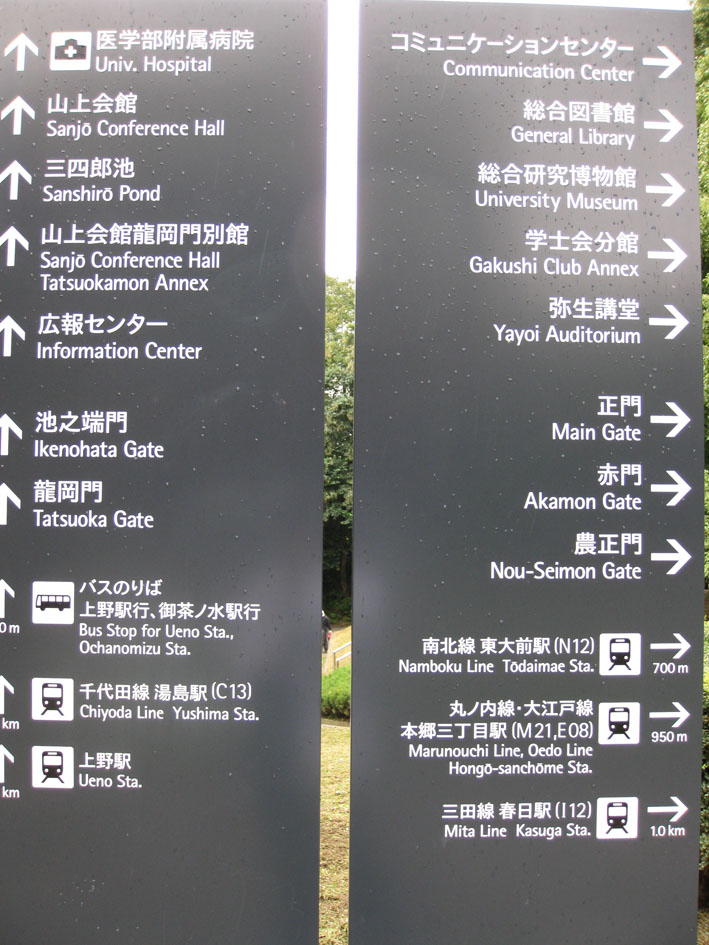 医学部附属病院
Univ. Hospital
山上会館
Sanjō Conference Hall
三四郎池
Sanshirō Pond
山上会館龍岡門別館
Sanjō Conference Hall
Tatsuokamon Annex
広報センター
Information Center
池之端門
Ikenohata Gate
龍岡門
Tatsuoka Gate
バスのりば
上野駅行、御茶ノ水駅行
Bus Stop for Ueno Sta.,
Ochanomizu Sta.
0 m
千代田線 湯島駅(C13)
Chiyoda Line Yushima Sta.
km
上野駅
Ueno Sta.
km
コミュニケーションセンター
Communication Center
総合図書館
General Library
総合研究博物館
University Museum
学士会分館
Gakushi Club Annex
弥生講堂
Yayoi Auditorium
正門
Main Gate
赤門
Akamon Gate
農正門
Nou-Seimon Gate
南北線 東大前駅(N12)
Namboku Line Tōdaimae Sta.
700 m
丸ノ内線・大江戸線
本郷三丁目駅(M21,E08)
Marunouchi Line, Oedo Line
Hongō-sanchōme Sta.
950 m
三田線 春日駅(I12)
Mita Line Kasuga Sta.
1.0 km